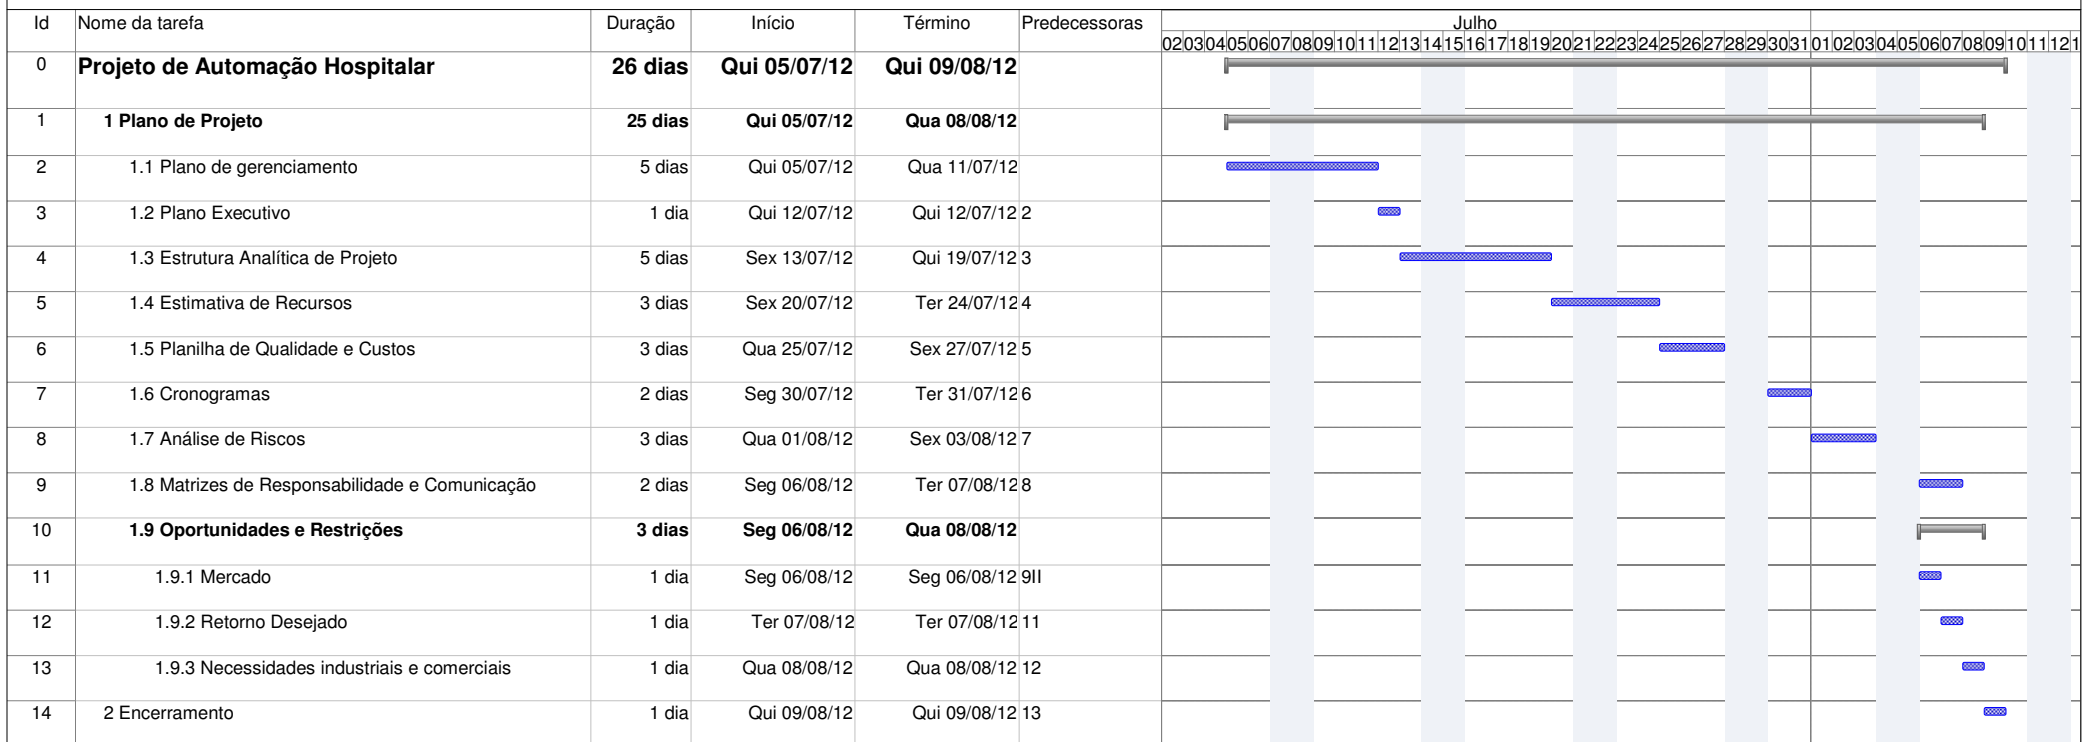 Id Nome da tarefa Duração Início Término Predecessoras Julho
02 03 04 05 06 07 08 09 10 11 12 13 14 15 16 17 18 19 20 21 22 23 24 25 26 27 28 29 30 31 01 02 03 04 05 06 07 08 09 10 11 12 1
0 Projeto de Automação Hospitalar 26 dias Qui 05/07/12 Qui 09/08/12
1 1 Plano de Projeto 25 dias Qui 05/07/12 Qua 08/08/12
2 1.1 Plano de gerenciamento 5 dias Qui 05/07/12 Qua 11/07/12
3 1.2 Plano Executivo 1 dia Qui 12/07/12 Qui 12/07/12 2
4 1.3 Estrutura Analítica de Projeto 5 dias Sex 13/07/12 Qui 19/07/12 3
5 1.4 Estimativa de Recursos 3 dias Sex 20/07/12 Ter 24/07/12 4
6 1.5 Planilha de Qualidade e Custos 3 dias Qua 25/07/12 Sex 27/07/12 5
7 1.6 Cronogramas 2 dias Seg 30/07/12 Ter 31/07/12 6
8 1.7 Análise de Riscos 3 dias Qua 01/08/12 Sex 03/08/12 7
9 1.8 Matrizes de Responsabilidade e Comunicação 2 dias Seg 06/08/12 Ter 07/08/12 8
10 1.9 Oportunidades e Restrições 3 dias Seg 06/08/12 Qua 08/08/12
11 1.9.1 Mercado 1 dia Seg 06/08/12 Seg 06/08/12 9II
12 1.9.2 Retorno Desejado 1 dia Ter 07/08/12 Ter 07/08/12 11
13 1.9.3 Necessidades industriais e comerciais 1 dia Qua 08/08/12 Qua 08/08/12 12
14 2 Encerramento 1 dia Qui 09/08/12 Qui 09/08/12 13